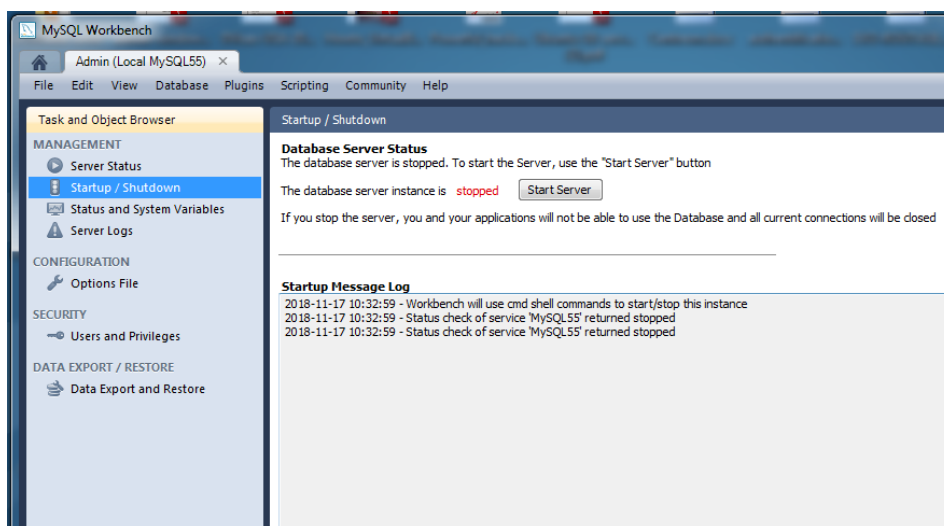 MySQL Workbench
Admin (Local MySQL55)
File Edit View Database Plugins Scripting Community Help
Task and Object Browser
MANAGEMENT
Server Status
Startup / Shutdown
Status and System Variables
Server Logs
CONFIGURATION
Options File
SECURITY
Users and Privileges
DATA EXPORT / RESTORE
Data Export and Restore
Startup / Shutdown
Database Server Status
The database server is stopped. To start the Server, use the "Start Server" button
The database server instance is stopped Start Server
If you stop the server, you and your applications will not be able to use the Database and all current connections will be closed
Startup Message Log
2018-11-17 10:32:59 - Workbench will use cmd shell commands to start/stop this instance
2018-11-17 10:32:59 - Status check of service 'MySQL55' returned stopped
2018-11-17 10:32:59 - Status check of service 'MySQL55' returned stopped